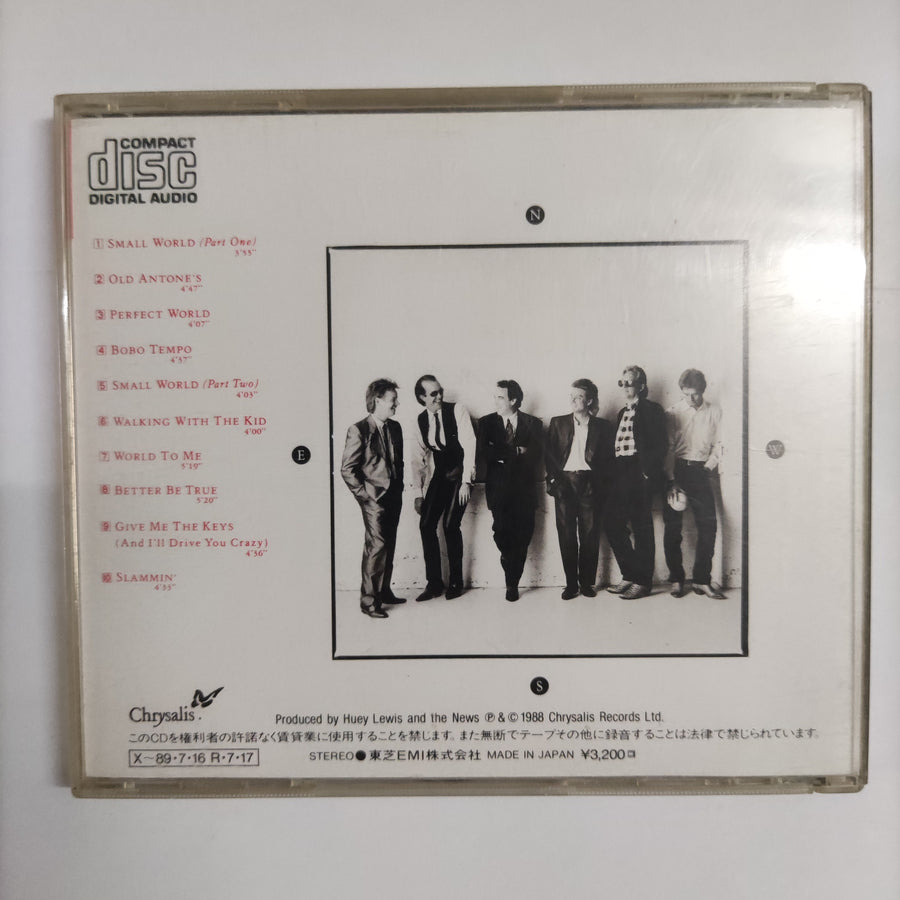 COMPACT
disc
DIGITAL AUDIO
N
1 SMALL WORLD (Part One)
3'55"
2 OLD ANTONE'S
4'47"
3 PERFECT WORLD
4'07"
4 BOBO TEMPO
4'37"
5 SMALL WORLD (Part Two)
4'03"
6 WALKING WITH THE KID
4'00"
7 WORLD TO ME
5'19"
8 BETTER BE TRUE
5'20"
9 GIVE ME THE KEYS
(AND I'LL DRIVE YOU CRAZY)
4'36"
10 SLAMMIN'
4'35"
E
W
S
Chrysalis.
Produced by Huey Lewis and the News ℗ & © 1988 Chrysalis Records Ltd.
このCDを権利者の許諾なく賃貸業に使用することを禁じます。また無断でテープその他に録音することは法律で禁じられています。
X~89・7・16 R・7・17
STEREO●東芝EMI株式会社 MADE IN JAPAN ¥3,200